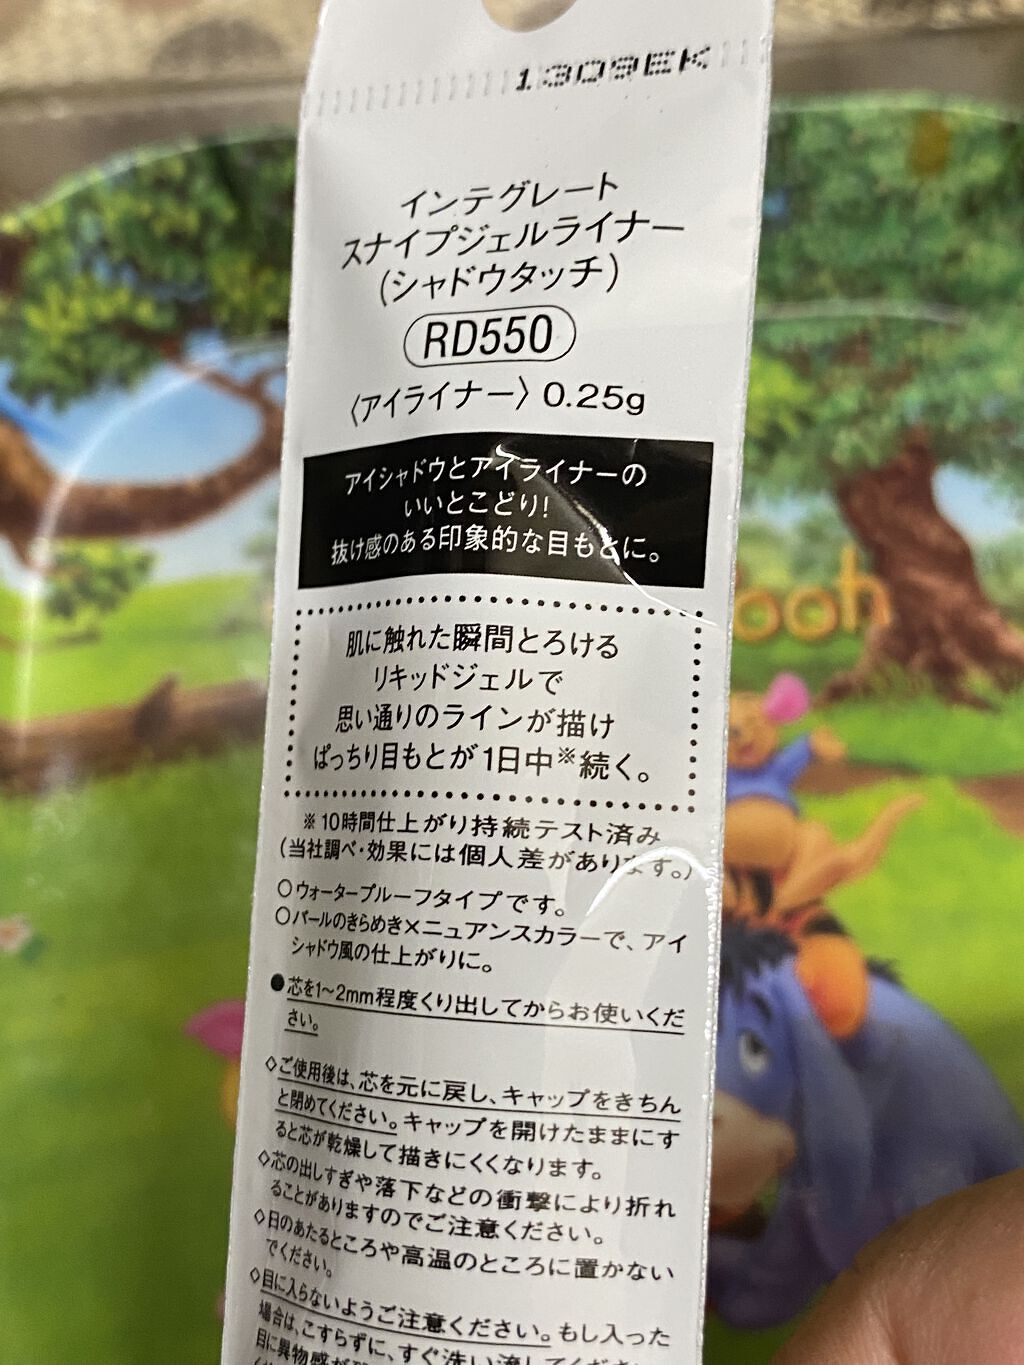 1309EK
インテグレート
スナイプジェルライナー
(シャドウタッチ)
RD550
〈アイライナー〉0.25g
アイシャドウとアイライナーの
いいとこどり!
抜け感のある印象的な目もとに。
肌に触れた瞬間とろける
リキッドジェルで
思い通りのラインが描け
ぱっちり目もとが1日中※続く。
※10時間仕上がり持続テスト済み
(当社調べ・効果には個人差があります。)
○ウォータープルーフタイプです。
○パールのきらめき×ニュアンスカラーで、アイ
シャドウ風の仕上がりに。
●芯を1~2mm程度くり出してからお使いくだ
さい。
◇ご使用後は、芯を元に戻し、キャップをきちん
と閉めてください。キャップを開けたままにす
ると芯が乾燥して描きにくくなります。
◇芯の出しすぎや落下などの衝撃により折れ
ることがありますのでご注意ください。
◇日のあたるところや高温のところに置かない
でください。
◇目に入らないようご注意ください。もし入った
場合は、こすらずに、すぐ洗い流してください
目に異物感が
ooh